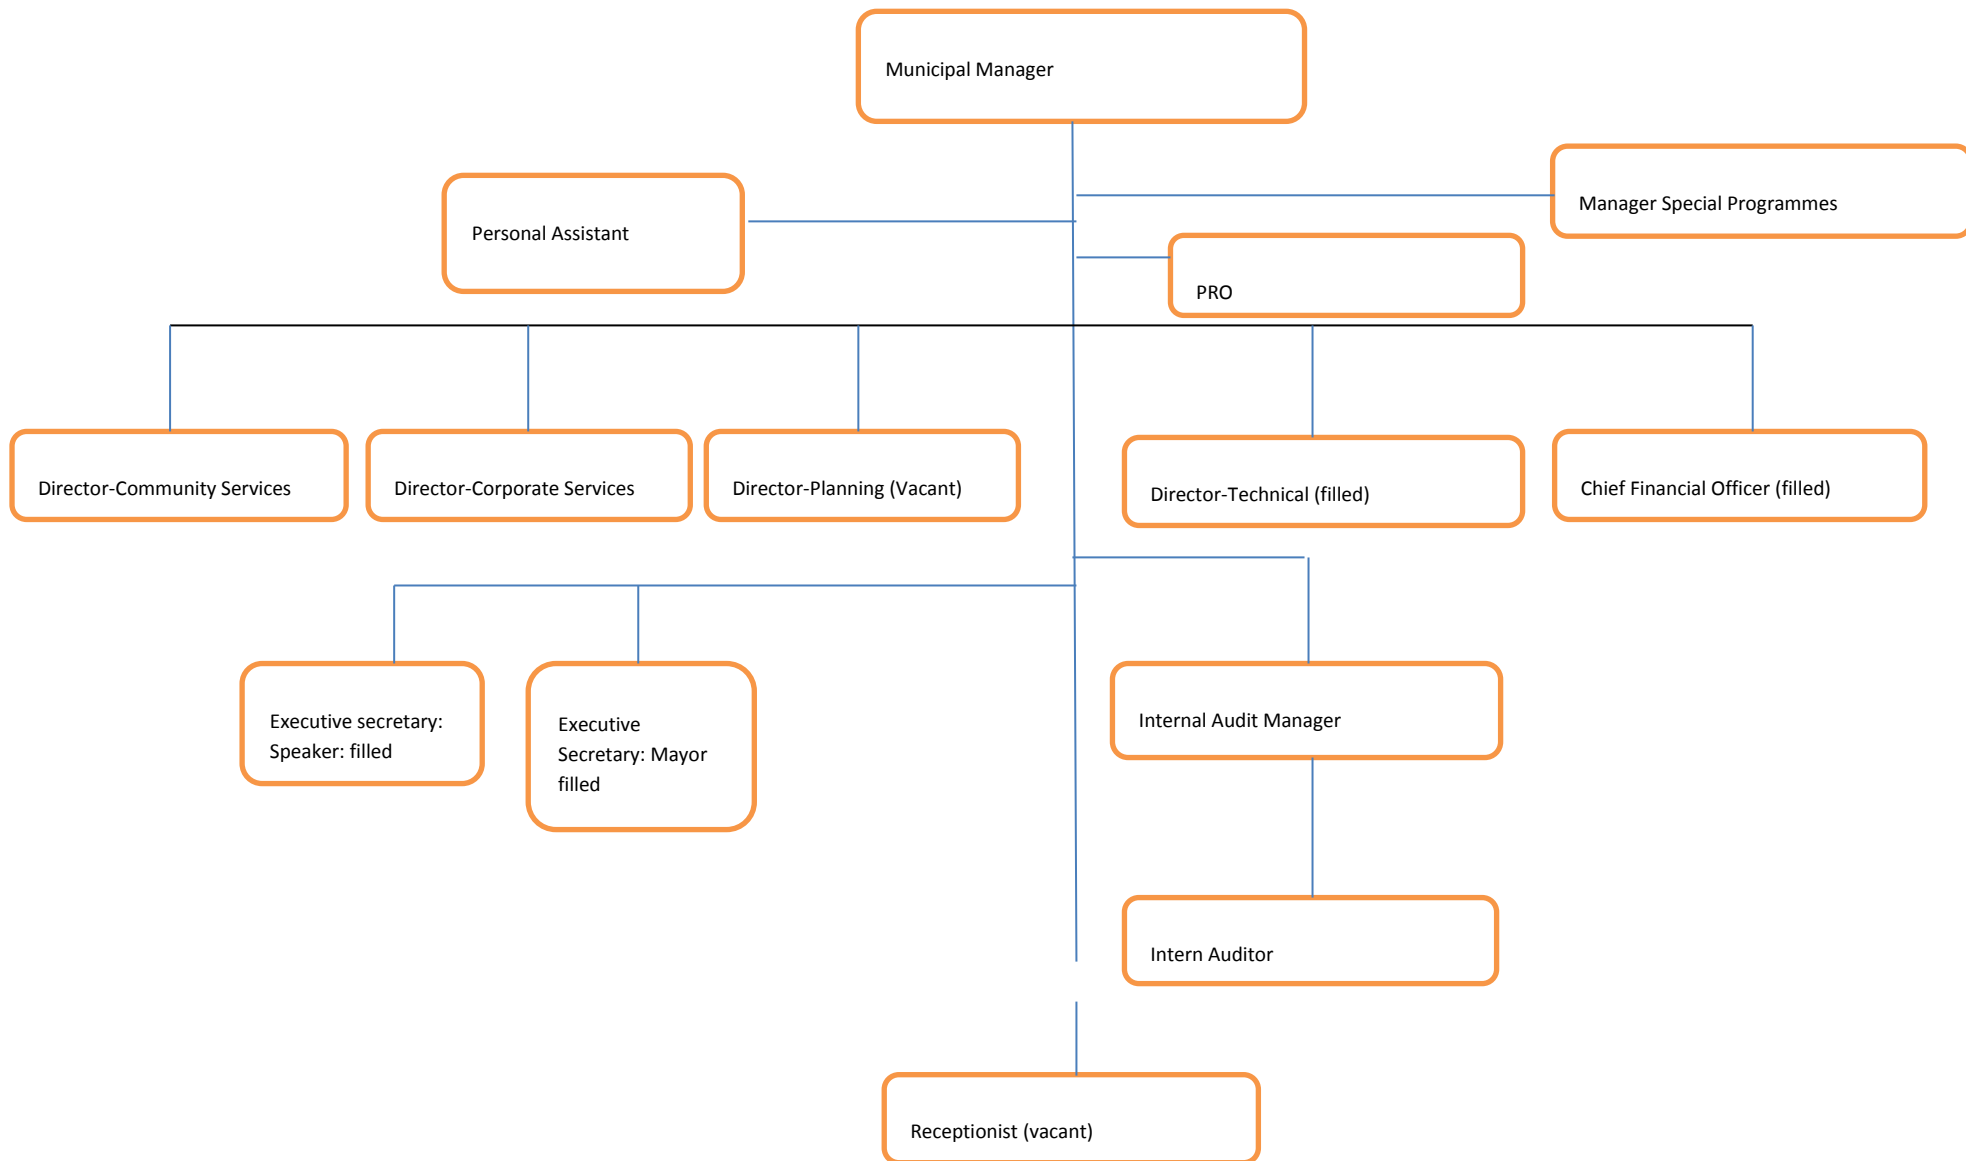 Municipal Manager
Manager Special Programmes
Personal Assistant
PRO
Director-Community Services
Director-Corporate Services
Director-Planning (Vacant)
Director-Technical (filled)
Chief Financial Officer (filled)
Executive secretary:
Speaker: filled
Executive
Secretary: Mayor
filled
Internal Audit Manager
Intern Auditor
Receptionist (vacant)